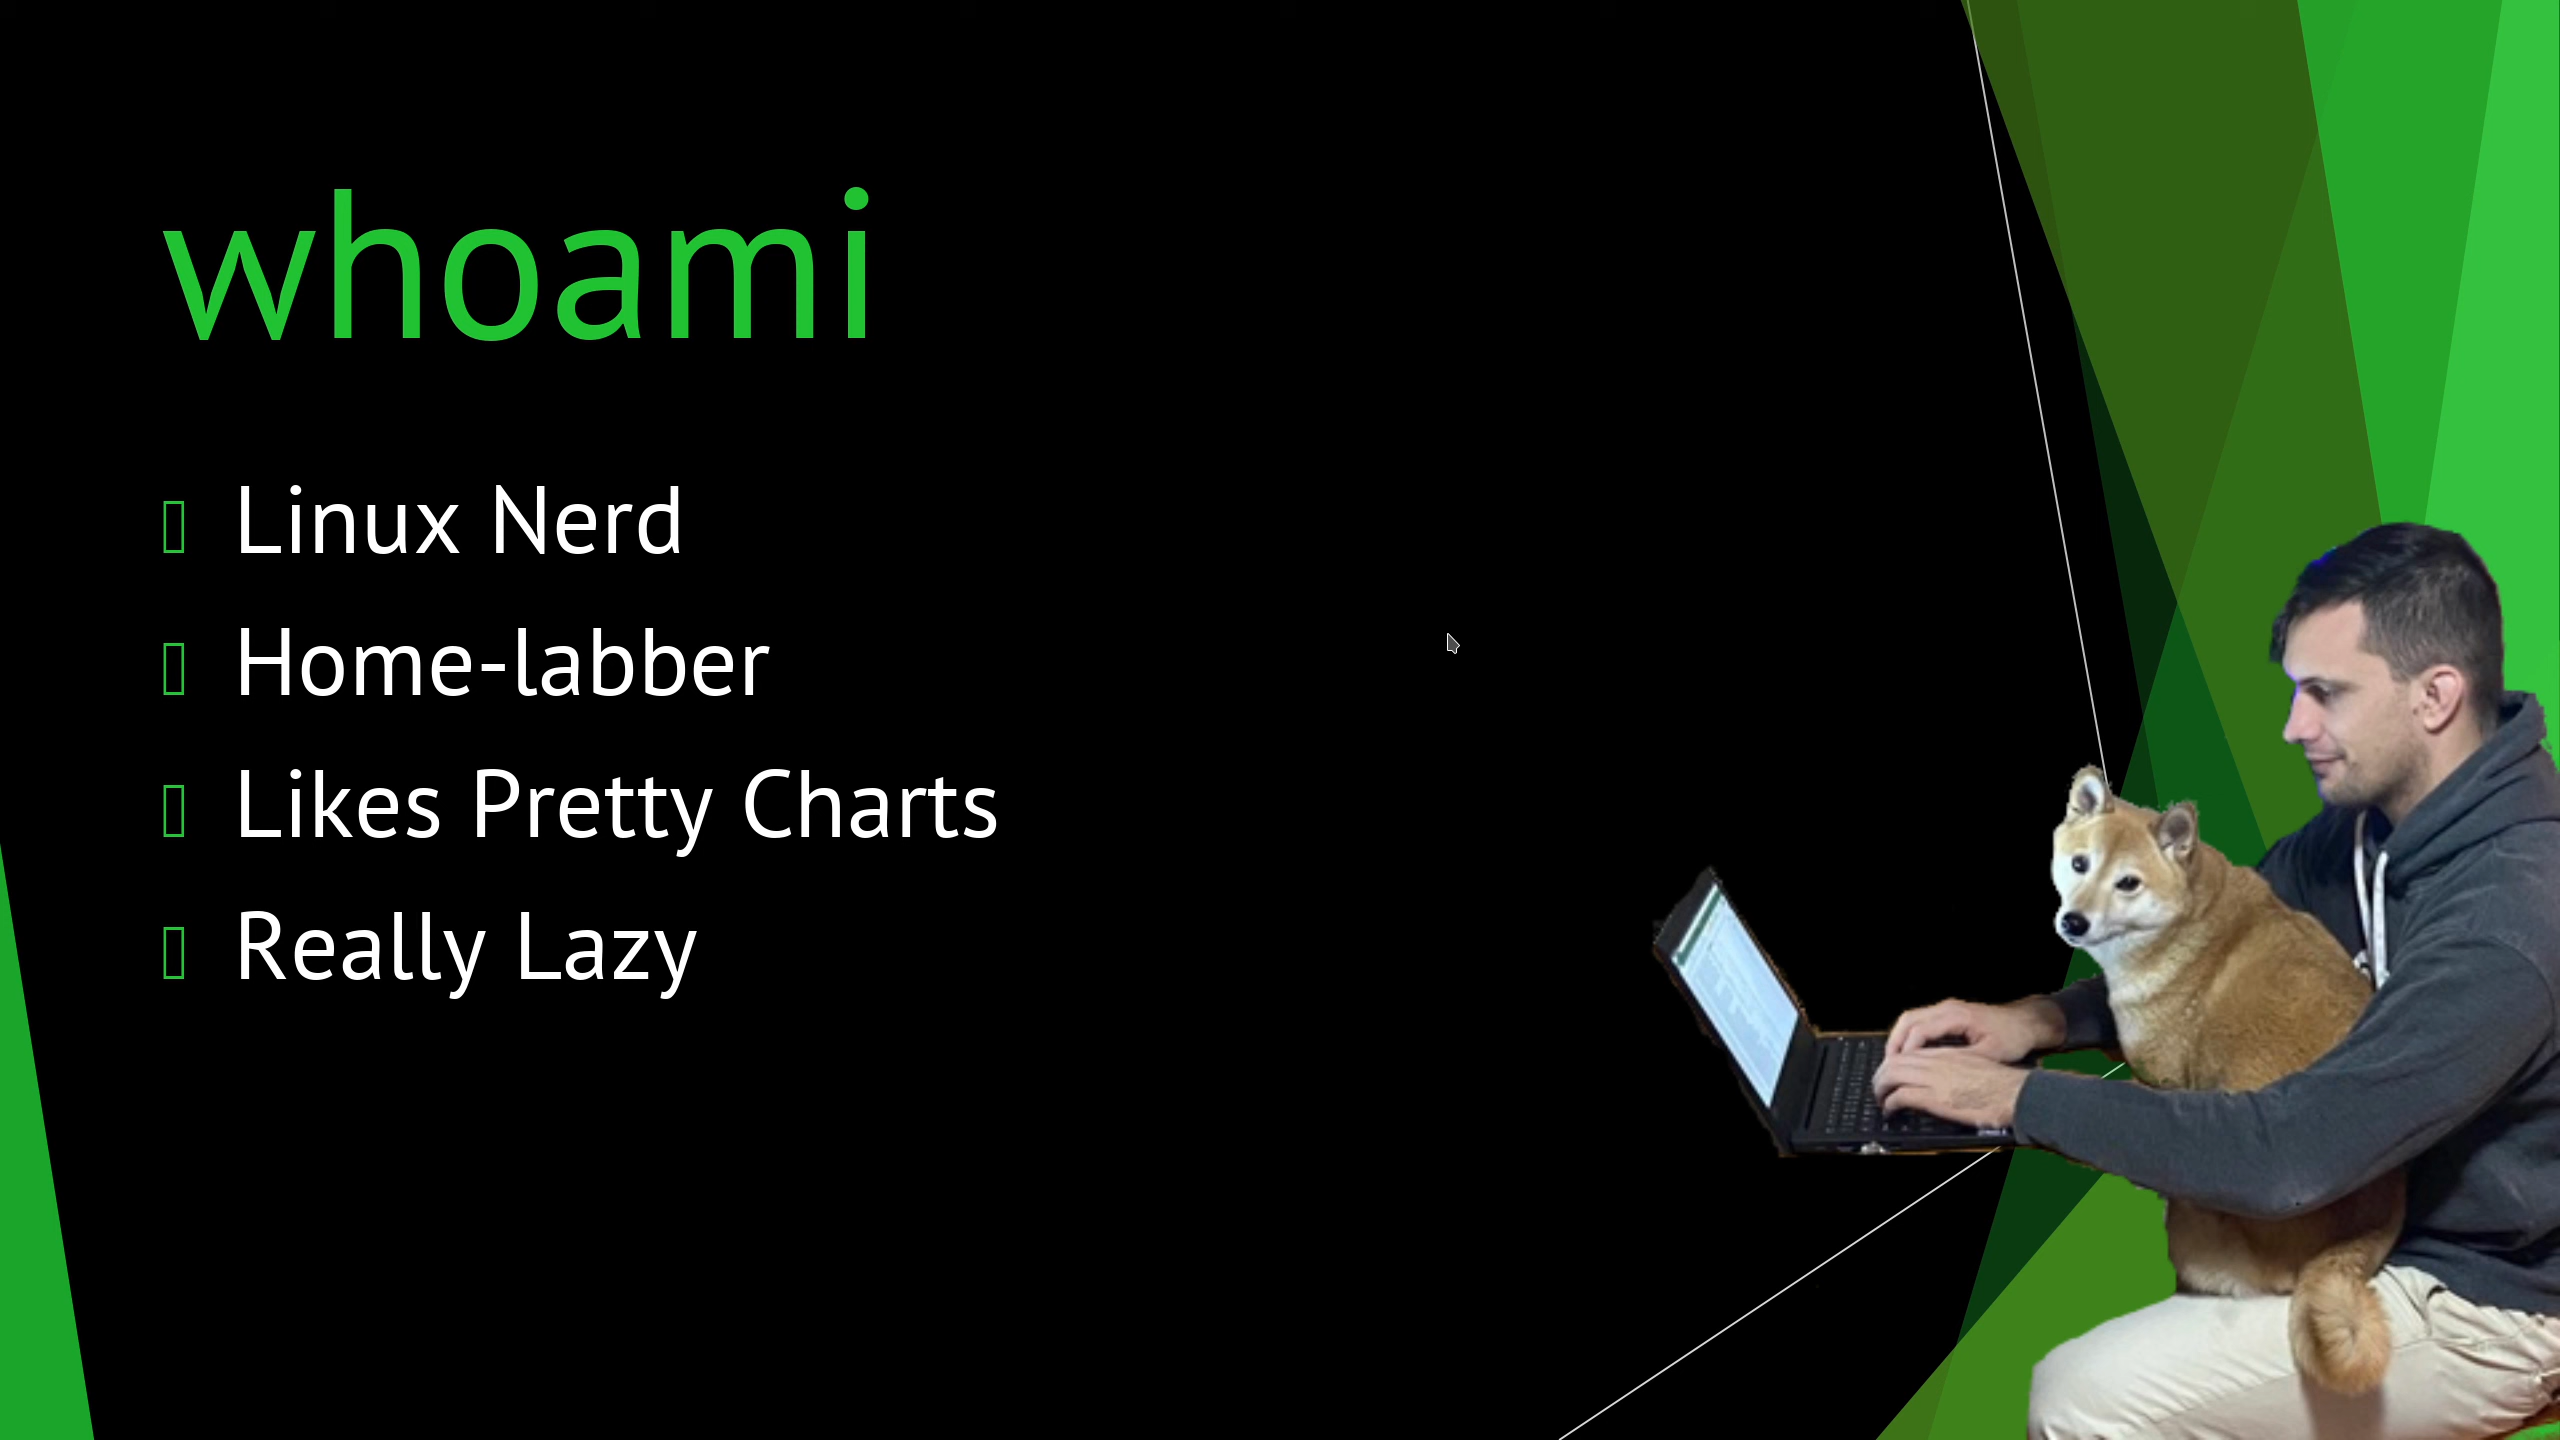 whoami
Linux Nerd
Home-labber
Likes Pretty Charts
Really Lazy